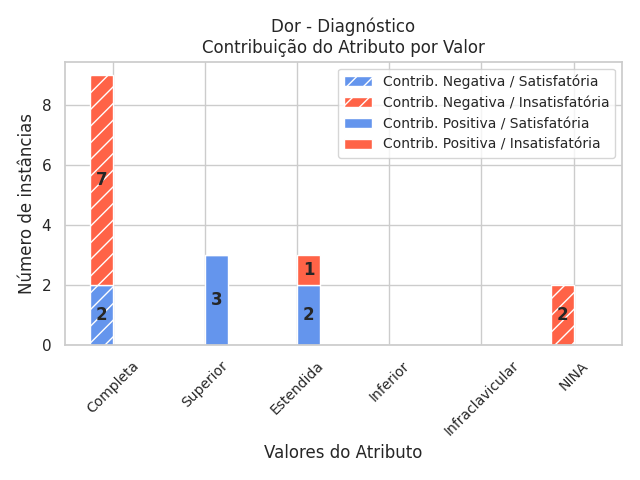 Dor - Diagnóstico
Contribuição do Atributo por Valor
Contrib. Negativa / Satisfatória
Contrib. Negativa / Insatisfatória
Contrib. Positiva / Satisfatória
Contrib. Positiva / Insatisfatória
Número de instâncias
8
6
4
2
0
7
2
3
1
2
2
Completa
Superior
Estendida
Inferior
Infraclavicular
NINA
Valores do Atributo